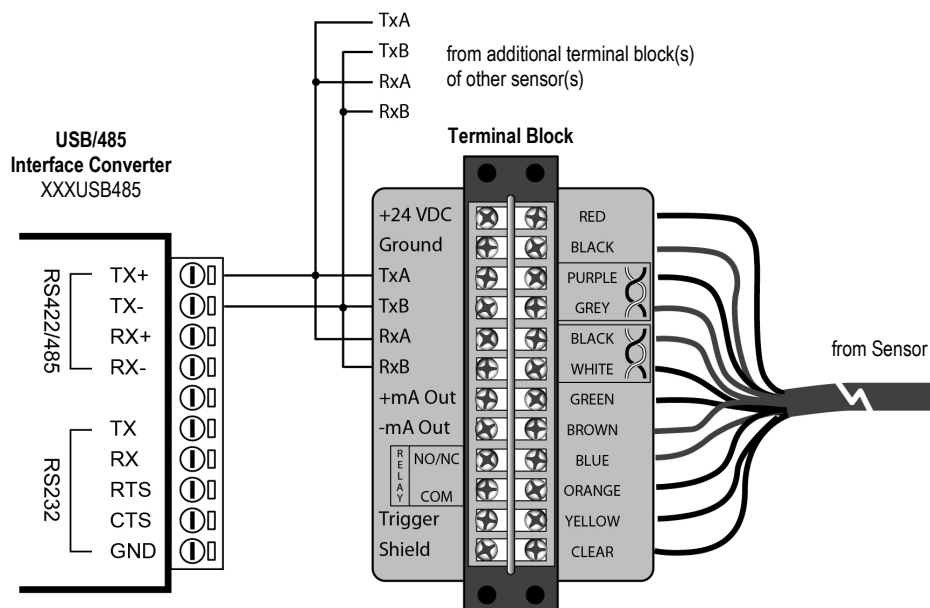 TxA
TxB
RxA
RxB
from additional terminal block(s)
of other sensor(s)
USB/485
Interface Converter
XXXUSB485
Terminal Block
RS422/485
TX+
TX-
RX+
RX-
RS232
TX
RX
RTS
CTS
GND
+24 VDC
Ground
TxA
TxB
RxA
RxB
+mA Out
-mA Out
RELAY
NO/NC
COM
Trigger
Shield
RED
BLACK
PURPLE
GREY
BLACK
WHITE
GREEN
BROWN
BLUE
ORANGE
YELLOW
CLEAR
from Sensor